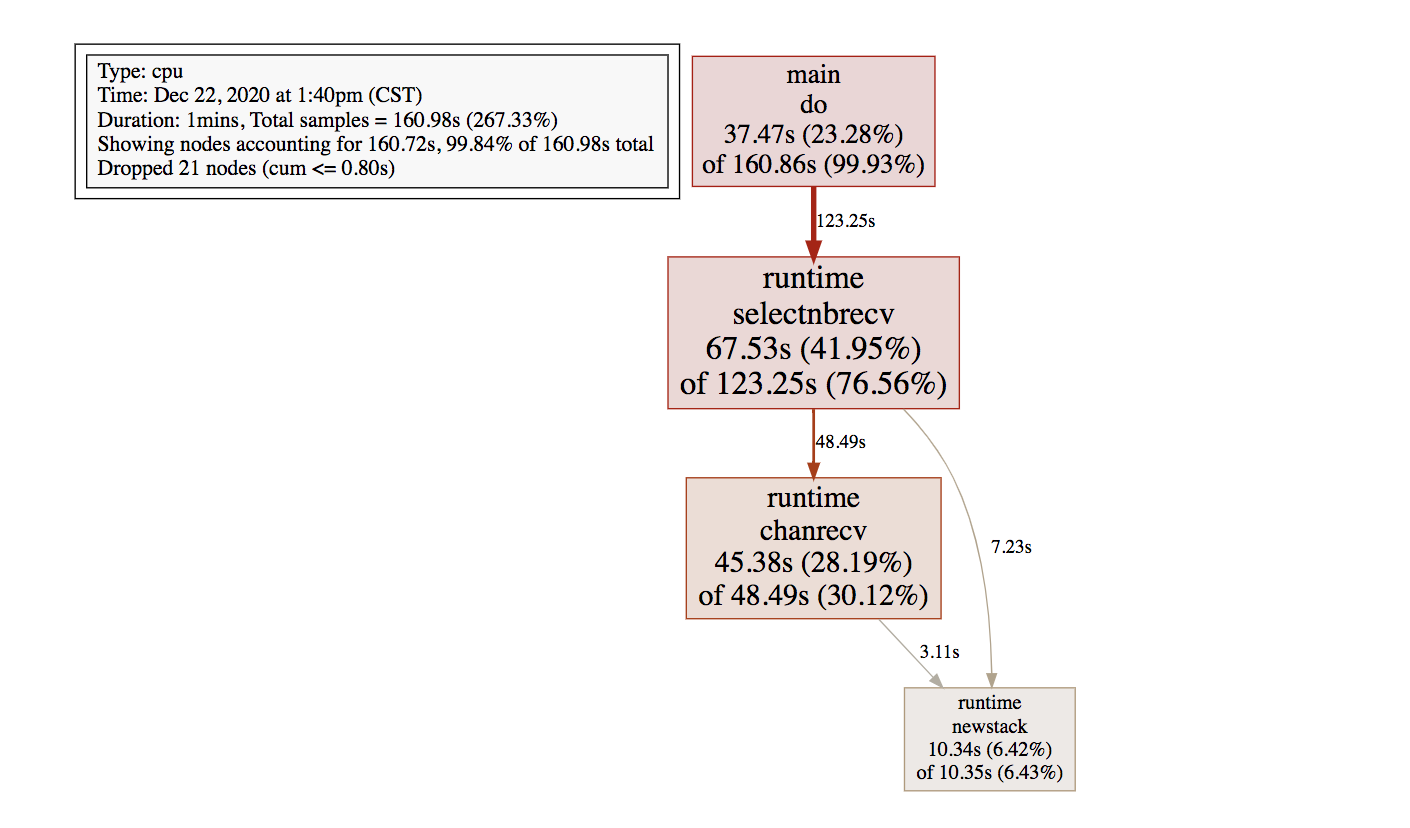 Type: cpu
Time: Dec 22, 2020 at 1:40pm (CST)
Duration: 1mins, Total samples = 160.98s (267.33%)
Showing nodes accounting for 160.72s, 99.84% of 160.98s total
Dropped 21 nodes (cum <= 0.80s)
main
do
37.47s (23.28%)
of 160.86s (99.93%)
123.25s
runtime
selectnbrecv
67.53s (41.95%)
of 123.25s (76.56%)
48.49s
runtime
chanrecv
45.38s (28.19%)
of 48.49s (30.12%)
7.23s
3.11s
runtime
newstack
10.34s (6.42%)
of 10.35s (6.43%)